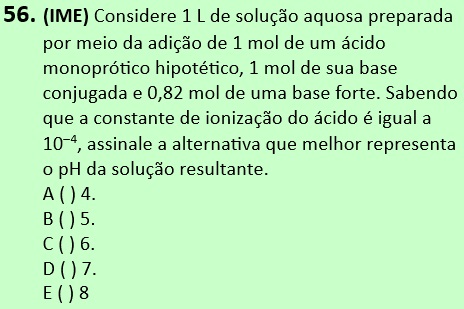 56. (IME) Considere 1 L de solução aquosa preparada
por meio da adição de 1 mol de um ácido
monoprótico hipotético, 1 mol de sua base
conjugada e 0,82 mol de uma base forte. Sabendo
que a constante de ionização do ácido é igual a
10⁻⁴, assinale a alternativa que melhor representa
o pH da solução resultante.
A ( ) 4.
B ( ) 5.
C ( ) 6.
D ( ) 7.
E ( ) 8